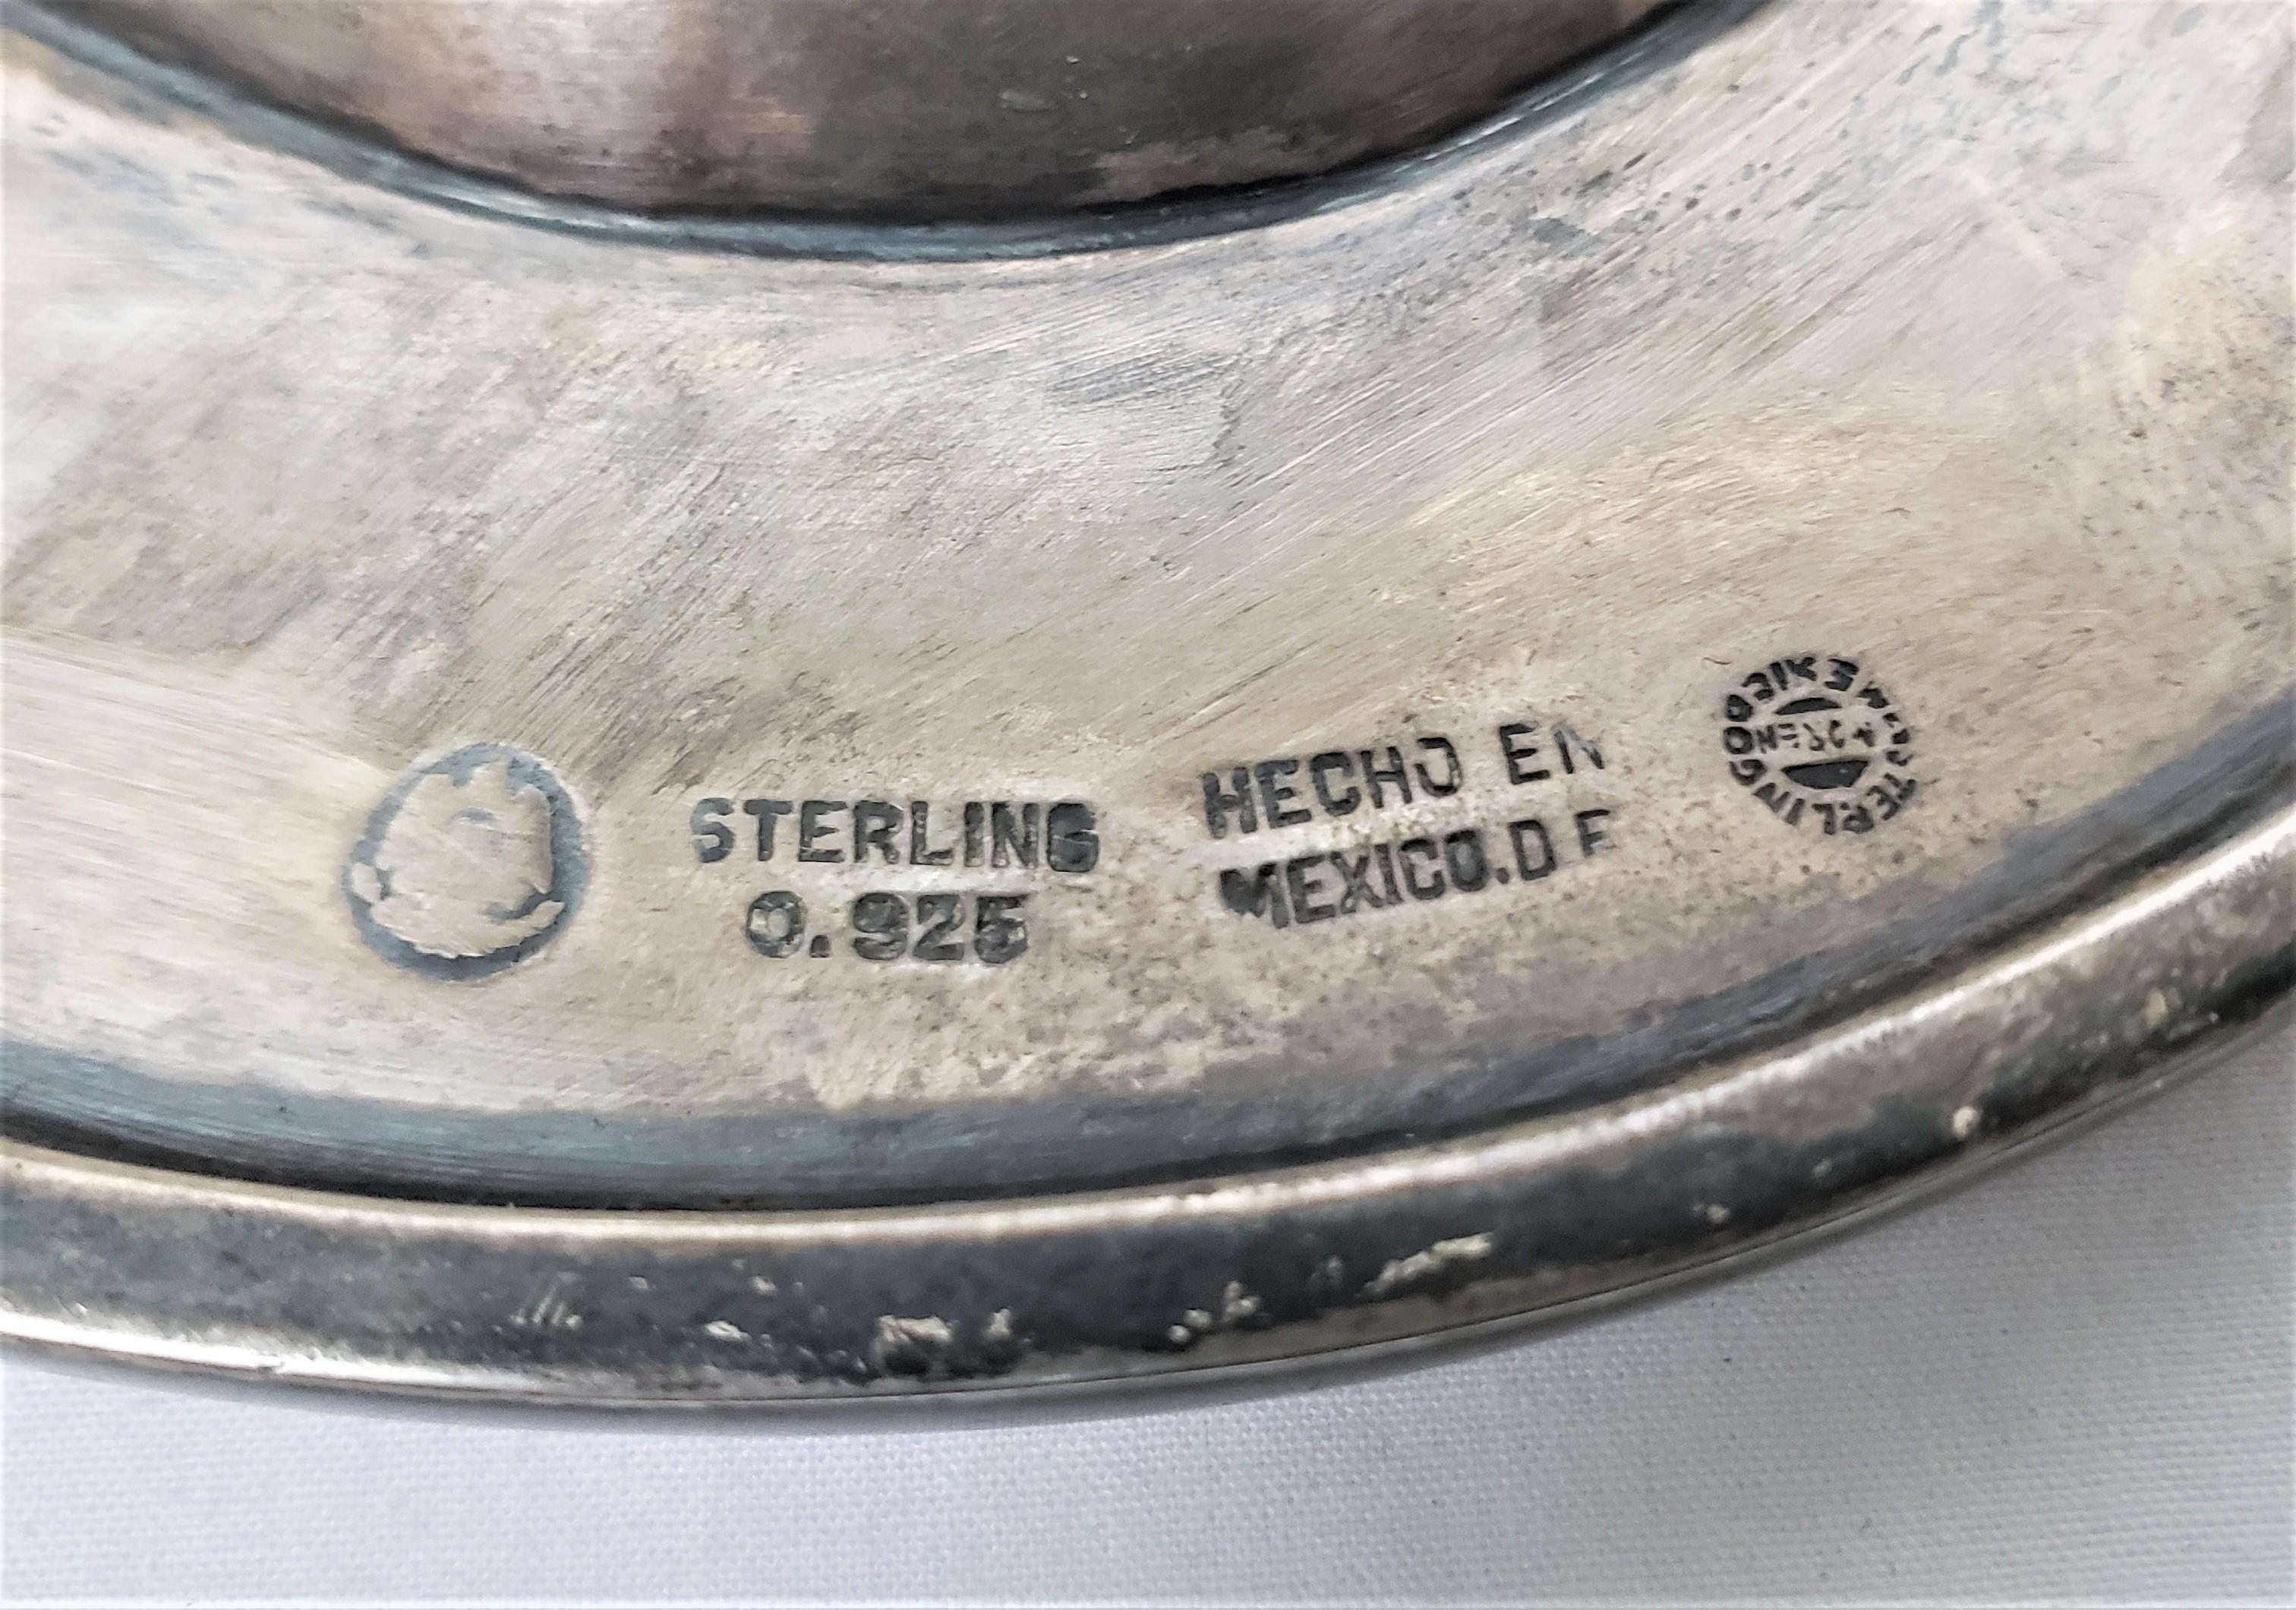 STERLING
0.925
HECHO EN
MEXICO.D F